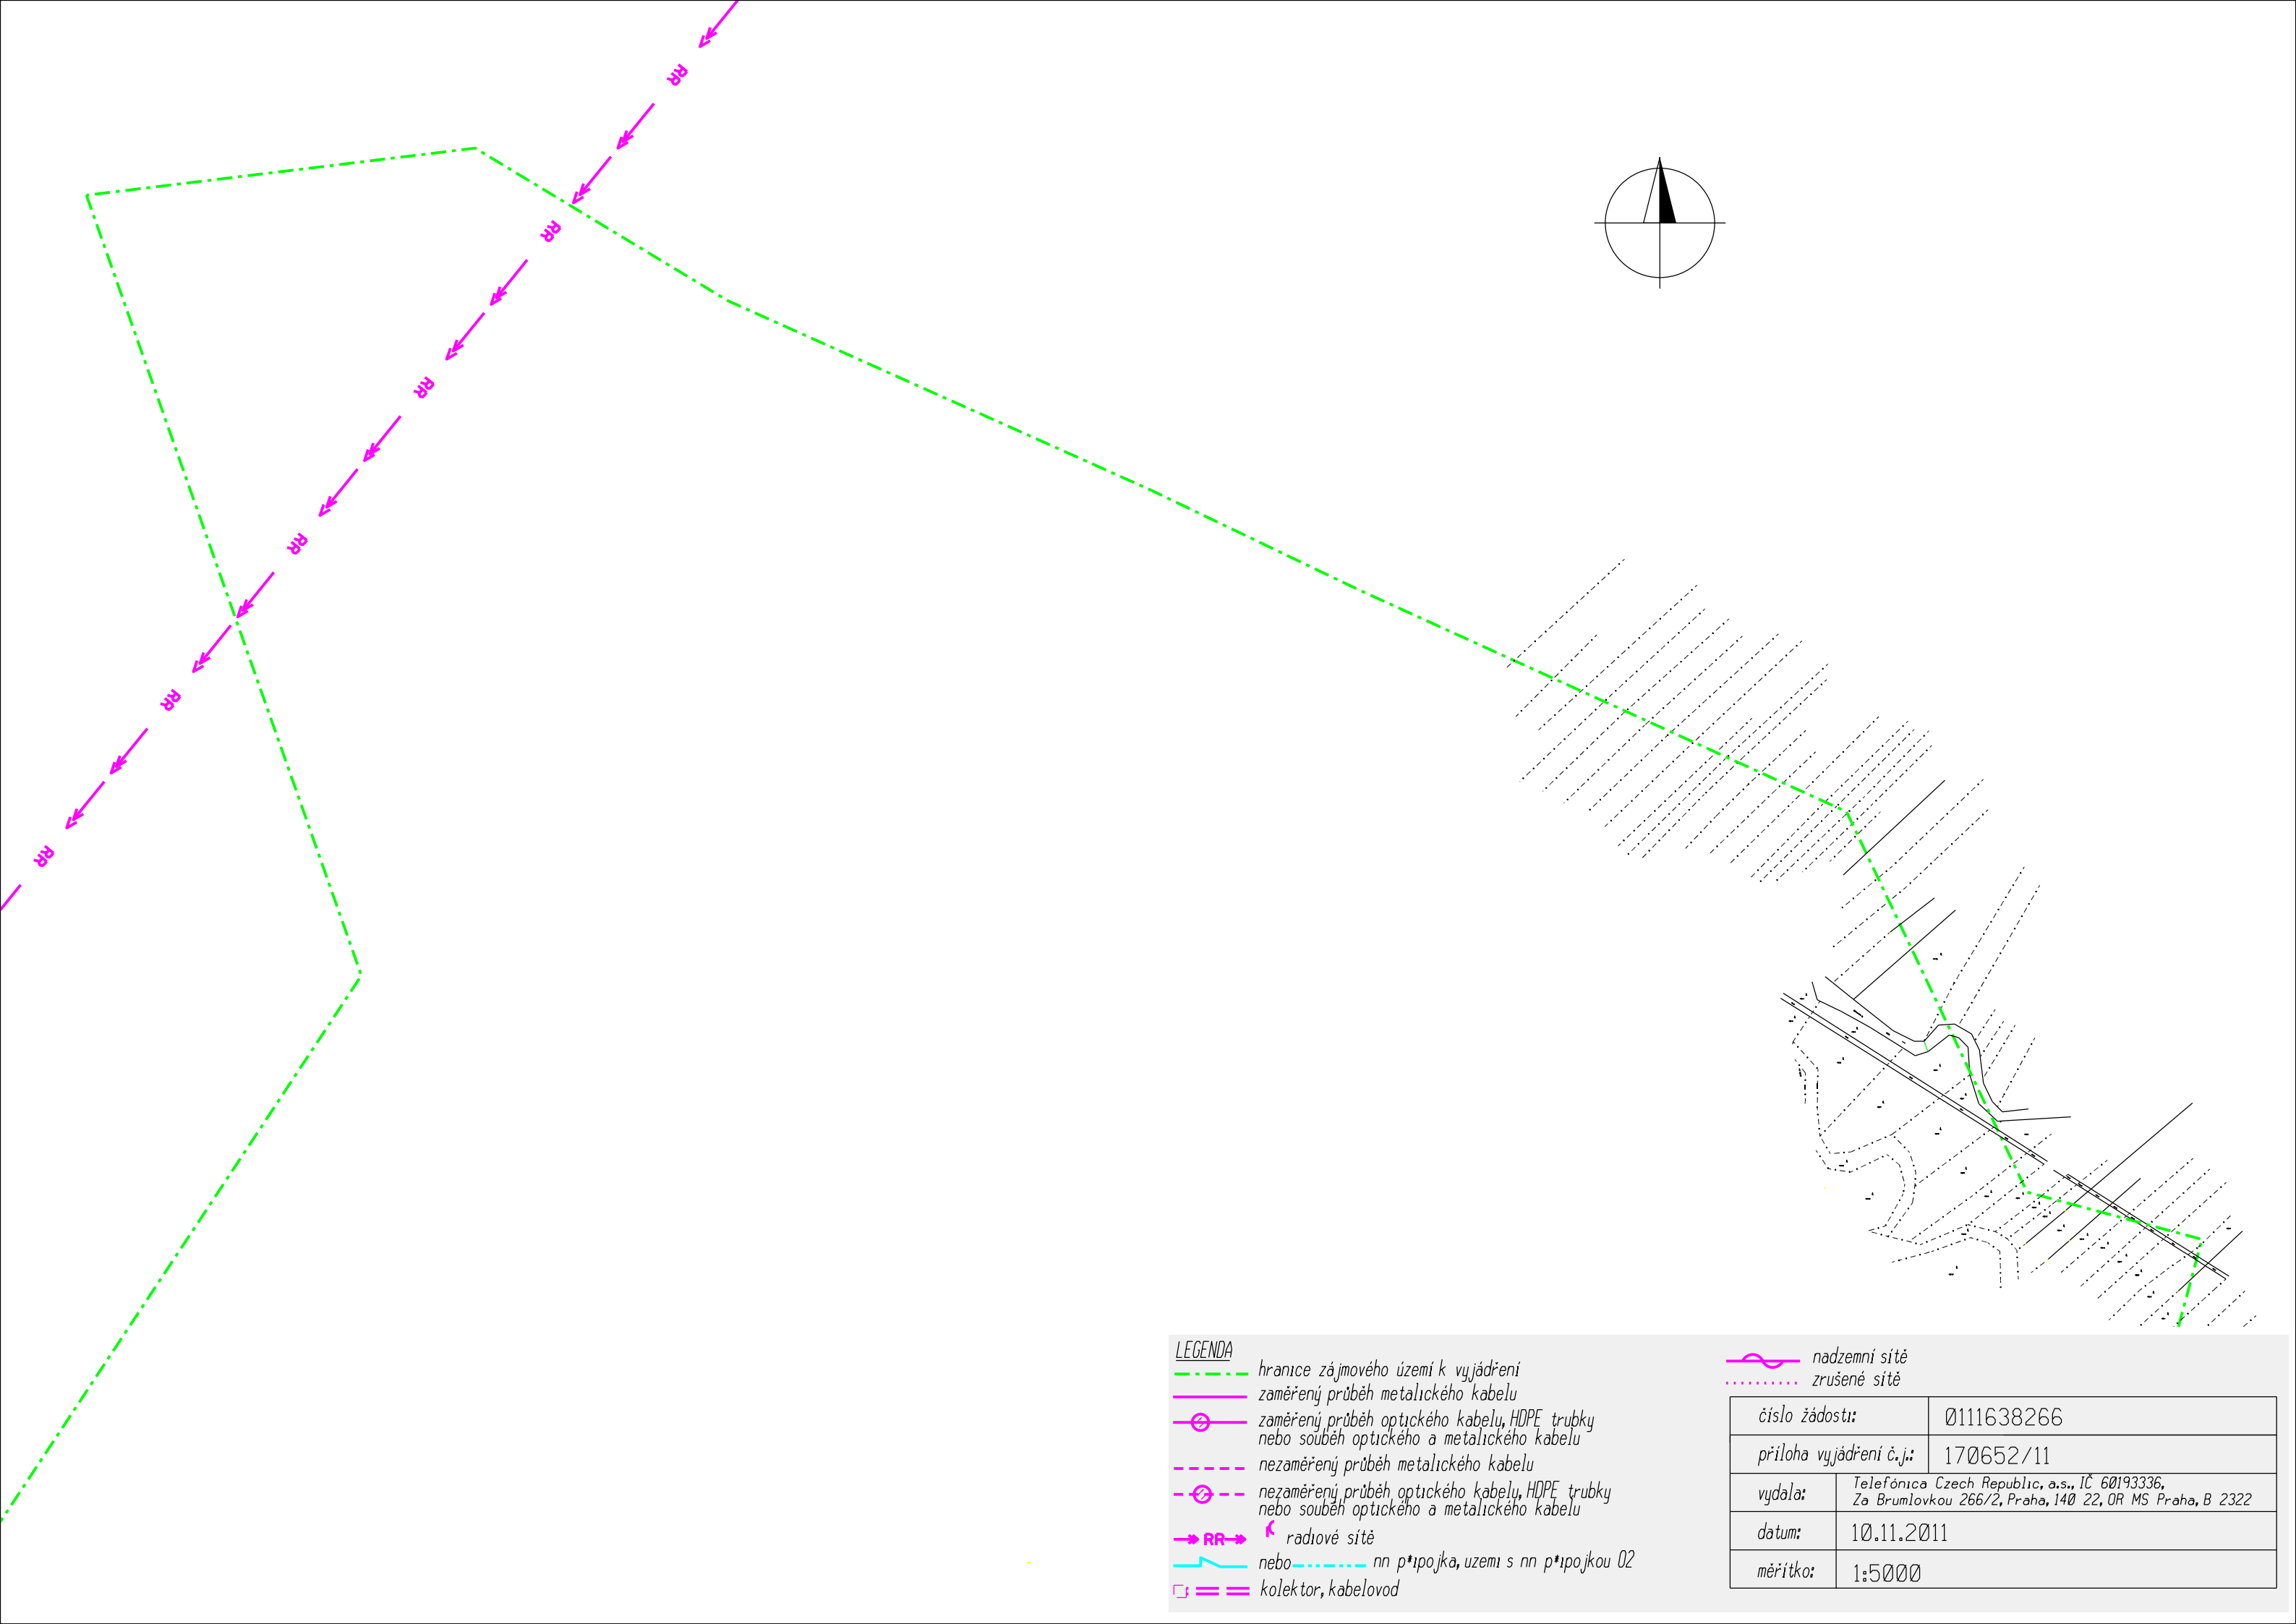 RR
RR
RR
RR
RR
RR
LEGENDA
hranice zájmového území k vyjádření
zaměřený průběh metalického kabelu
zaměřený průběh optického kabelu, HDPE trubky
nebo souběh optického a metalického kabelu
nezaměřený průběh metalického kabelu
nezaměřený průběh optického kabelu, HDPE trubky
nebo souběh optického a metalického kabelu
RR radiové sítě
nebo nn p*ipojka, uzemi s nn p*ipojkou O2
kolektor, kabelovod
nadzemní sítě
zrušené sítě
číslo žádosti: 0111638266
příloha vyjádření č.j.: 170652/11
vydala: Telefónica Czech Republic, a.s., IČ 60193336,
Za Brumlovkou 266/2, Praha, 140 22, OR MS Praha, B 2322
datum: 10.11.2011
měřítko: 1:5000